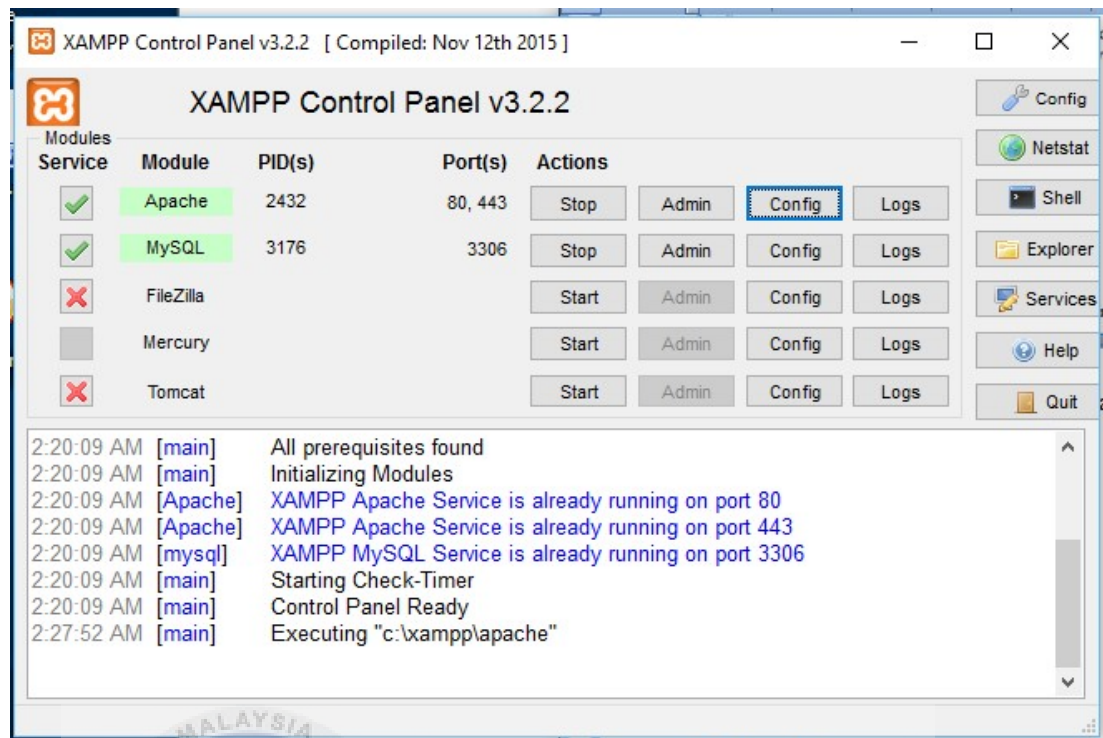 XAMPP Control Panel v3.2.2 [ Compiled: Nov 12th 2015 ]
XAMPP Control Panel v3.2.2
Config
Modules
Service Module PID(s) Port(s) Actions
Netstat
Apache 2432 80, 443 Stop Admin Config Logs
Shell
MySQL 3176 3306 Stop Admin Config Logs
Explorer
FileZilla Start Admin Config Logs
Services
Mercury Start Admin Config Logs
Help
Tomcat Start Admin Config Logs
Quit
2:20:09 AM [main] All prerequisites found
2:20:09 AM [main] Initializing Modules
2:20:09 AM [Apache] XAMPP Apache Service is already running on port 80
2:20:09 AM [Apache] XAMPP Apache Service is already running on port 443
2:20:09 AM [mysql] XAMPP MySQL Service is already running on port 3306
2:20:09 AM [main] Starting Check-Timer
2:20:09 AM [main] Control Panel Ready
2:27:52 AM [main] Executing "c:\xampp\apache"
MALAYSIA